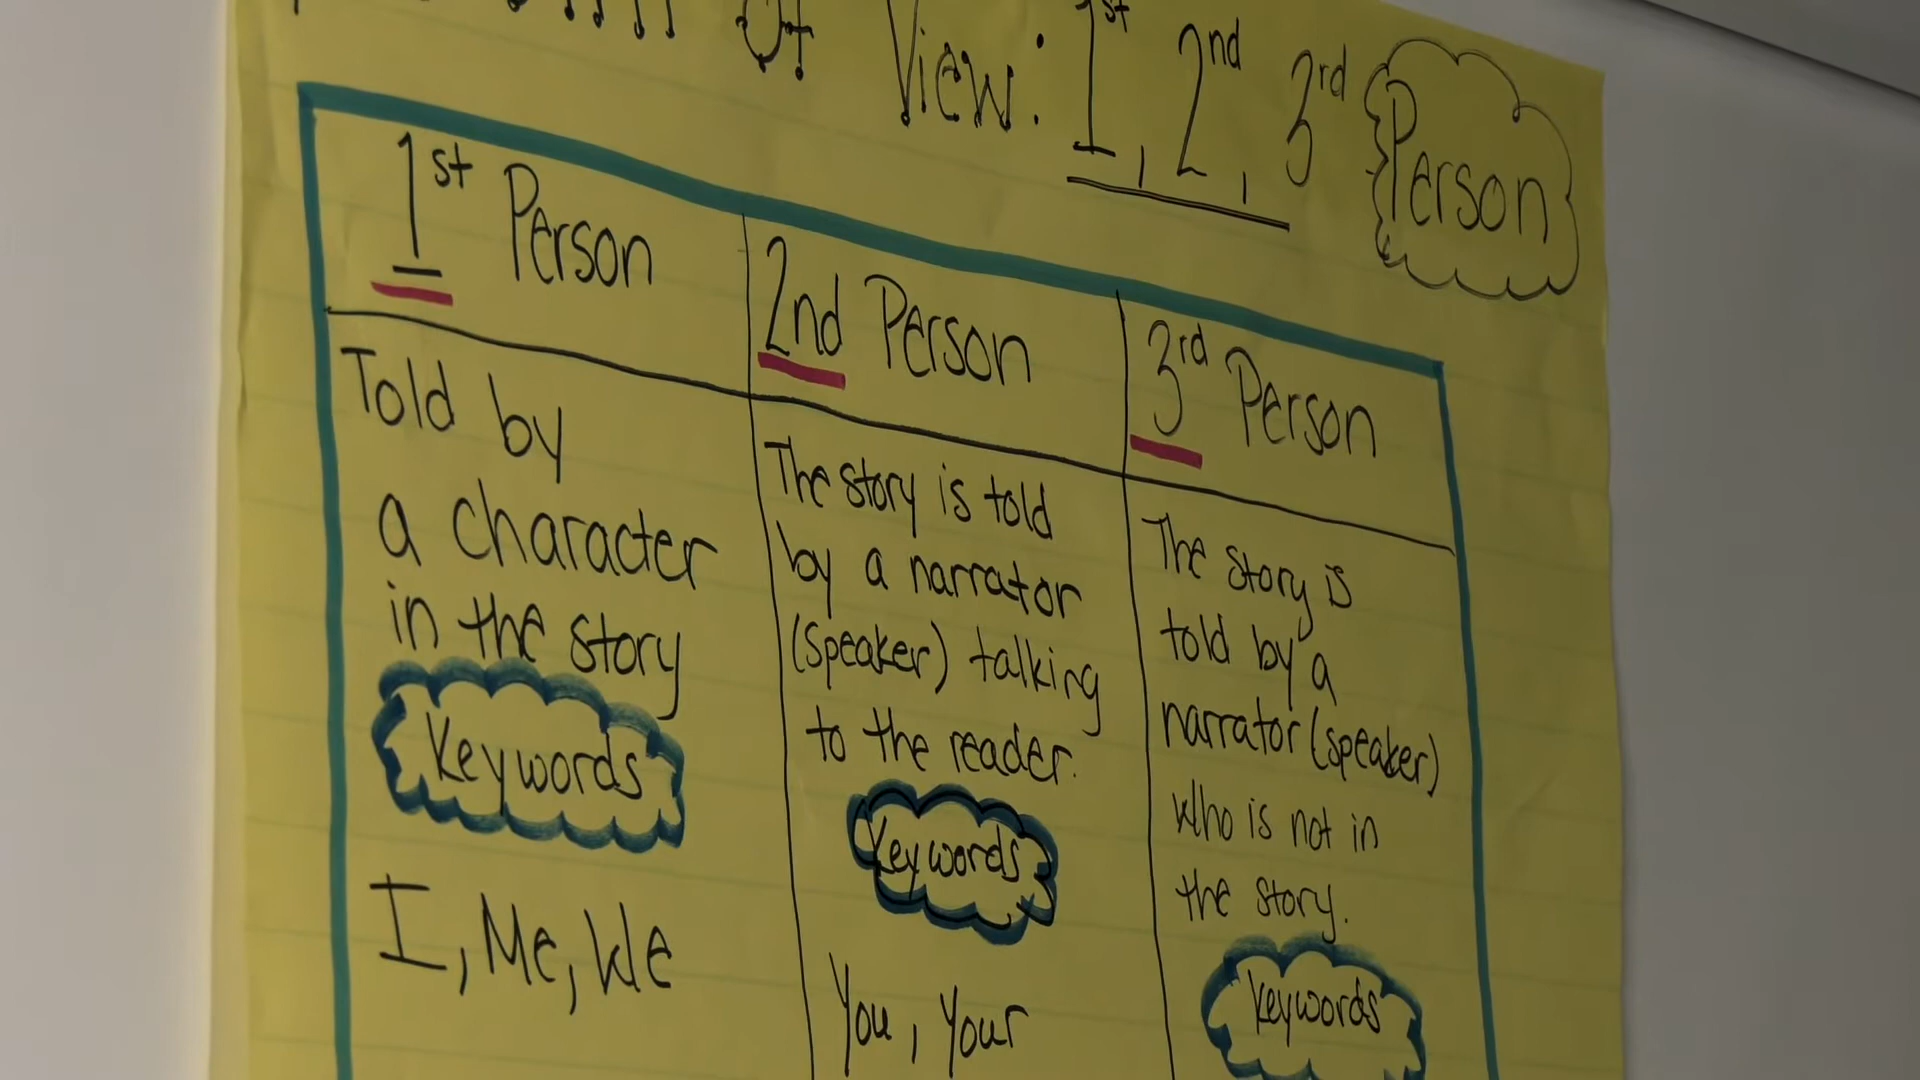 Of View: 1st, 2nd, 3rd Person
1st Person
Told by
a character
in the story
Keywords
I, Me, We
2nd Person
The story is told
by a narrator
(speaker) talking
to the reader.
Keywords
You, Your
3rd Person
The story is
told by a
narrator (speaker)
who is not in
the story.
Keywords